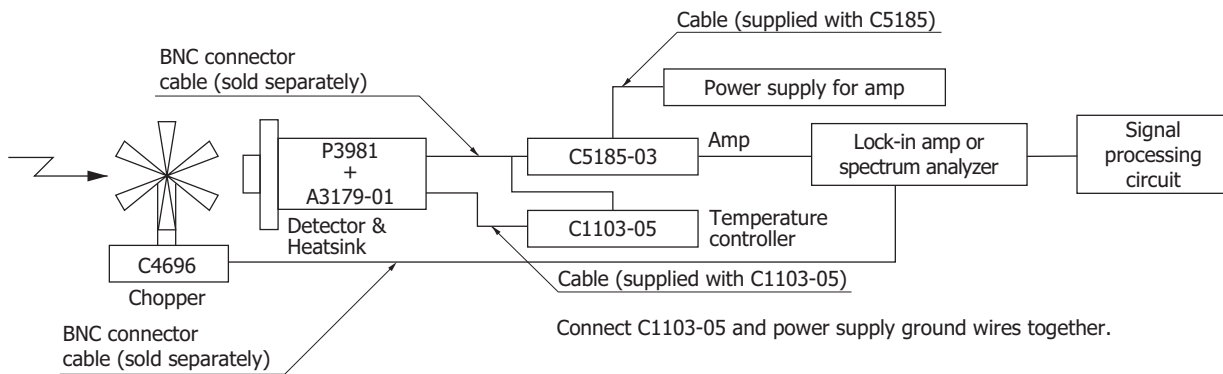 Cable (supplied with C5185)
BNC connector
cable (sold separately)
Power supply for amp
P3981
+
A3179-01
Detector &
Heatsink
C5185-03
Amp
Lock-in amp or
spectrum analyzer
Signal
processing
circuit
C1103-05
Temperature
controller
C4696
Chopper
Cable (supplied with C1103-05)
BNC connector
cable (sold separately)
Connect C1103-05 and power supply ground wires together.